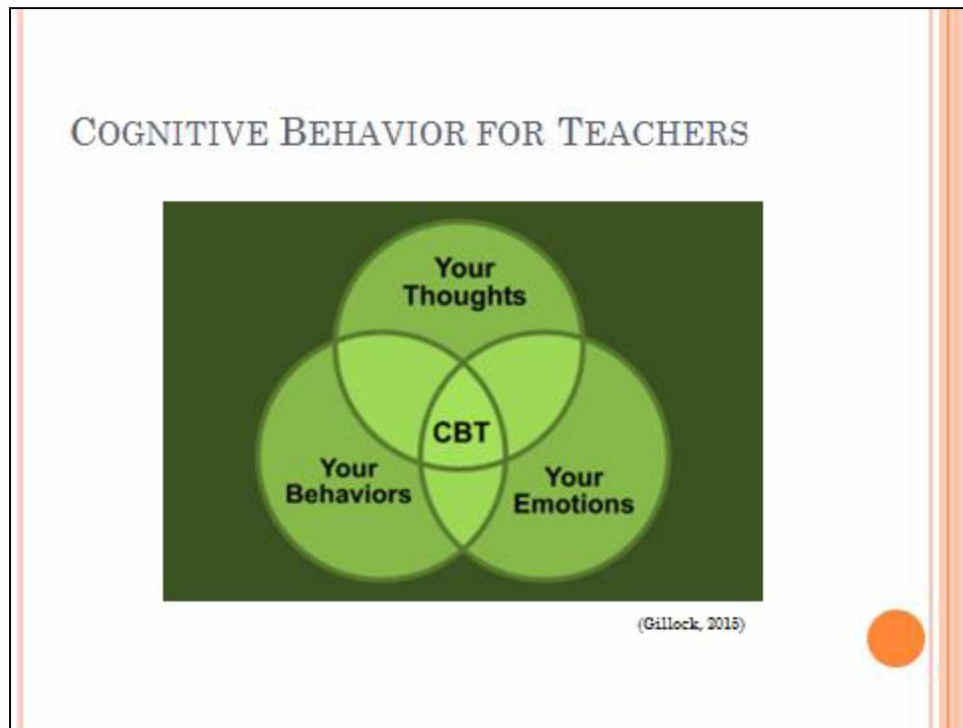 COGNITIVE BEHAVIOR FOR TEACHERS
Your
Thoughts
CBT
Your
Behaviors
Your
Emotions
(Gillock, 2015)